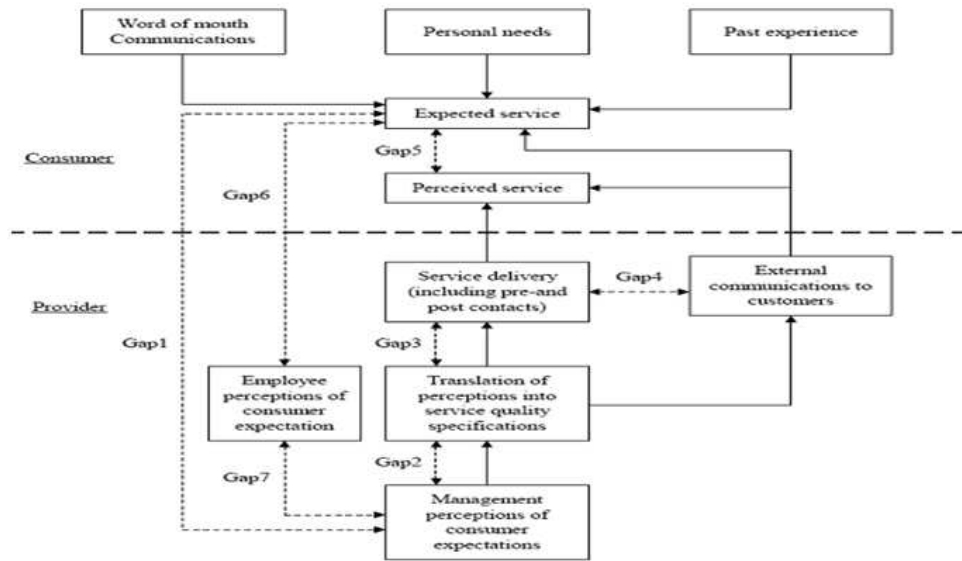 Word of mouth
Communications
Personal needs
Past experience
Expected service
Gap5
Consumer
Perceived service
Gap6
Service delivery
(including pre-and
post contacts)
Gap4
External
communications to
customers
Provider
Gap1
Gap3
Employee
perceptions of
consumer
expectation
Translation of
perceptions into
service quality
specifications
Gap2
Gap7
Management
perceptions of
consumer
expectations